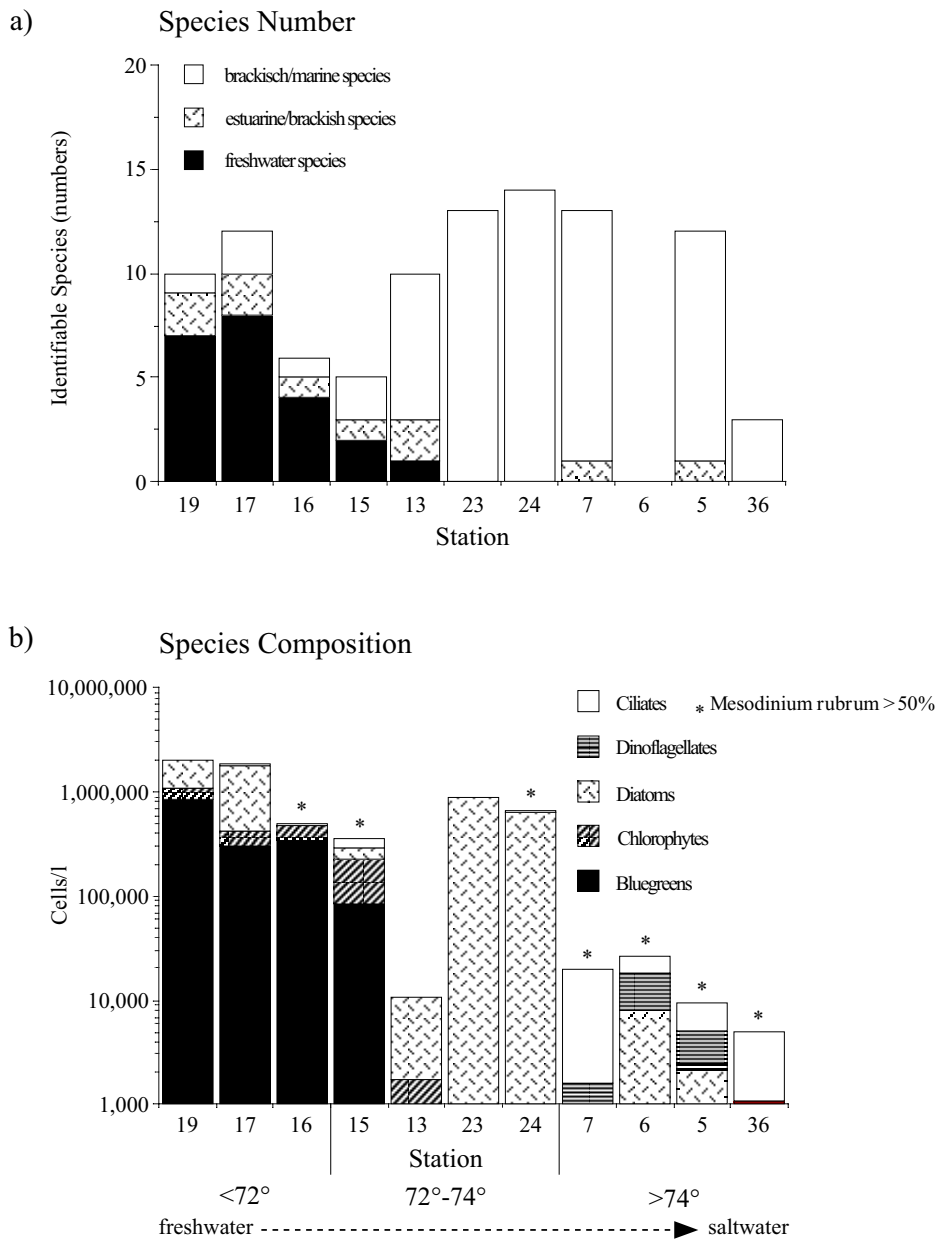 a)
Species Number
20
15
10
5
0
Identifiable Species (numbers)
brackisch/marine species
estuarine/brackish species
freshwater species
19 17 16 15 13 23 24 7 6 5 36
Station
b)
Species Composition
10,000,000
1,000,000
100,000
10,000
1,000
Cells/l
Ciliates * Mesodinium rubrum > 50%
Dinoflagellates
Diatoms
Chlorophytes
Bluegreens
* * * * * * *
19 17 16 15 13 23 24 7 6 5 36
Station
<72° 72°-74° >74°
freshwater saltwater